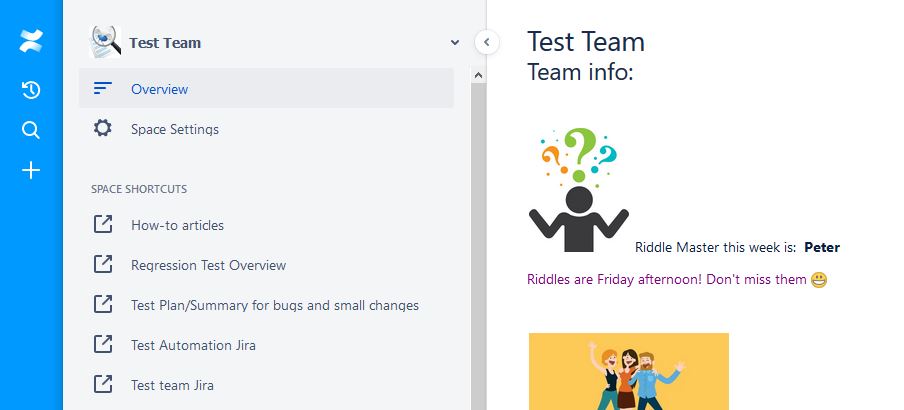 Test Team
Overview
Space Settings
SPACE SHORTCUTS
How-to articles
Regression Test Overview
Test Plan/Summary for bugs and small changes
Test Automation Jira
Test team Jira
Test Team
Team info:
???
Riddle Master this week is: Peter
Riddles are Friday afternoon! Don't miss them 😀